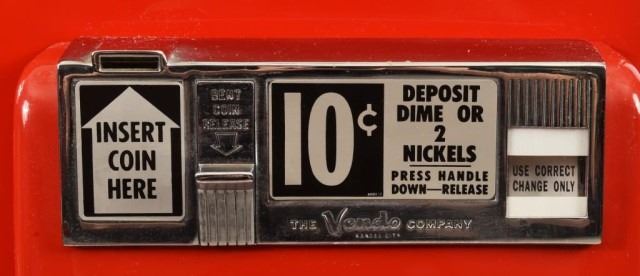 INSERT
COIN
HERE
BENT
COIN
RELEASE
10¢
DEPOSIT
DIME OR
2
NICKELS
PRESS HANDLE
DOWN—RELEASE
USE CORRECT
CHANGE ONLY
THE Vendo COMPANY
KANSAS CITY